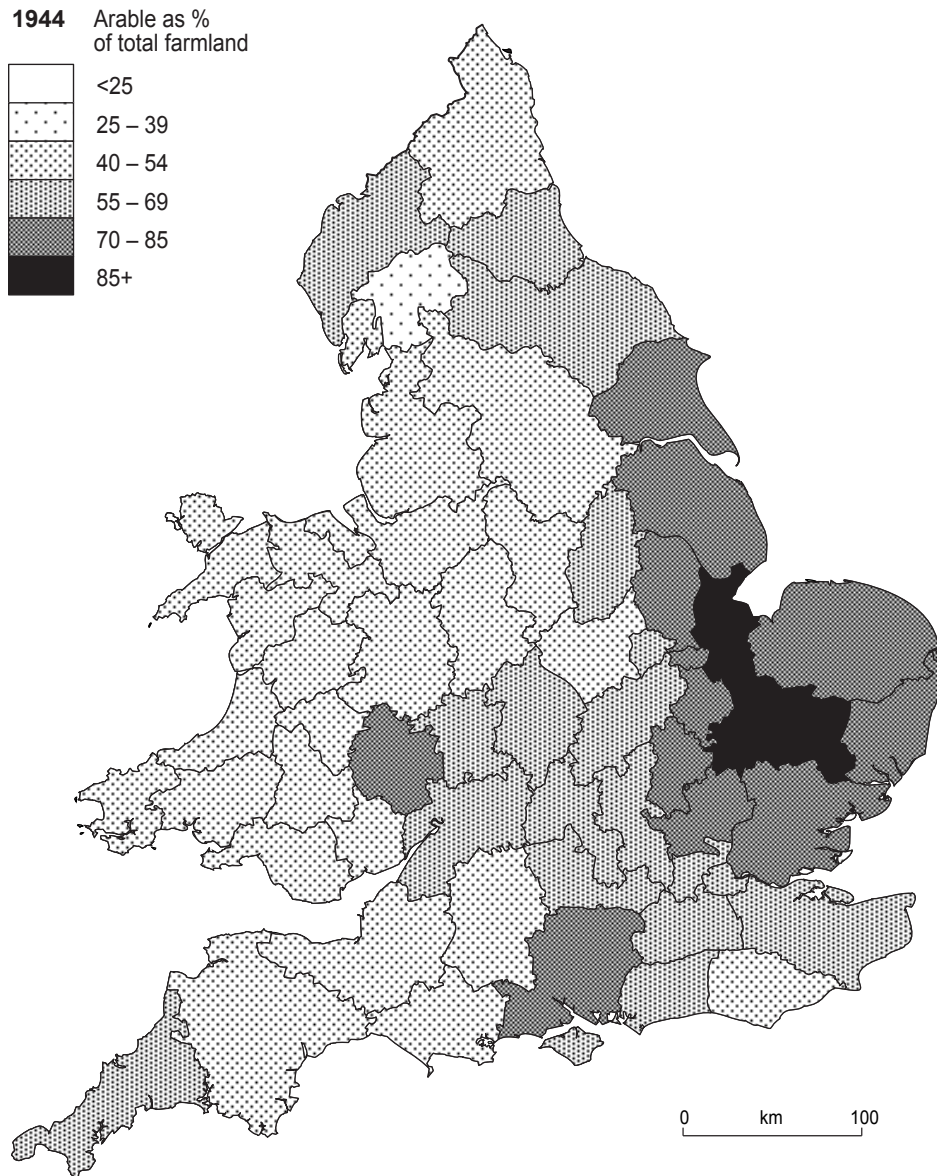 1944 Arable as %
of total farmland
<25
25 – 39
40 – 54
55 – 69
70 – 85
85+
0 km 100